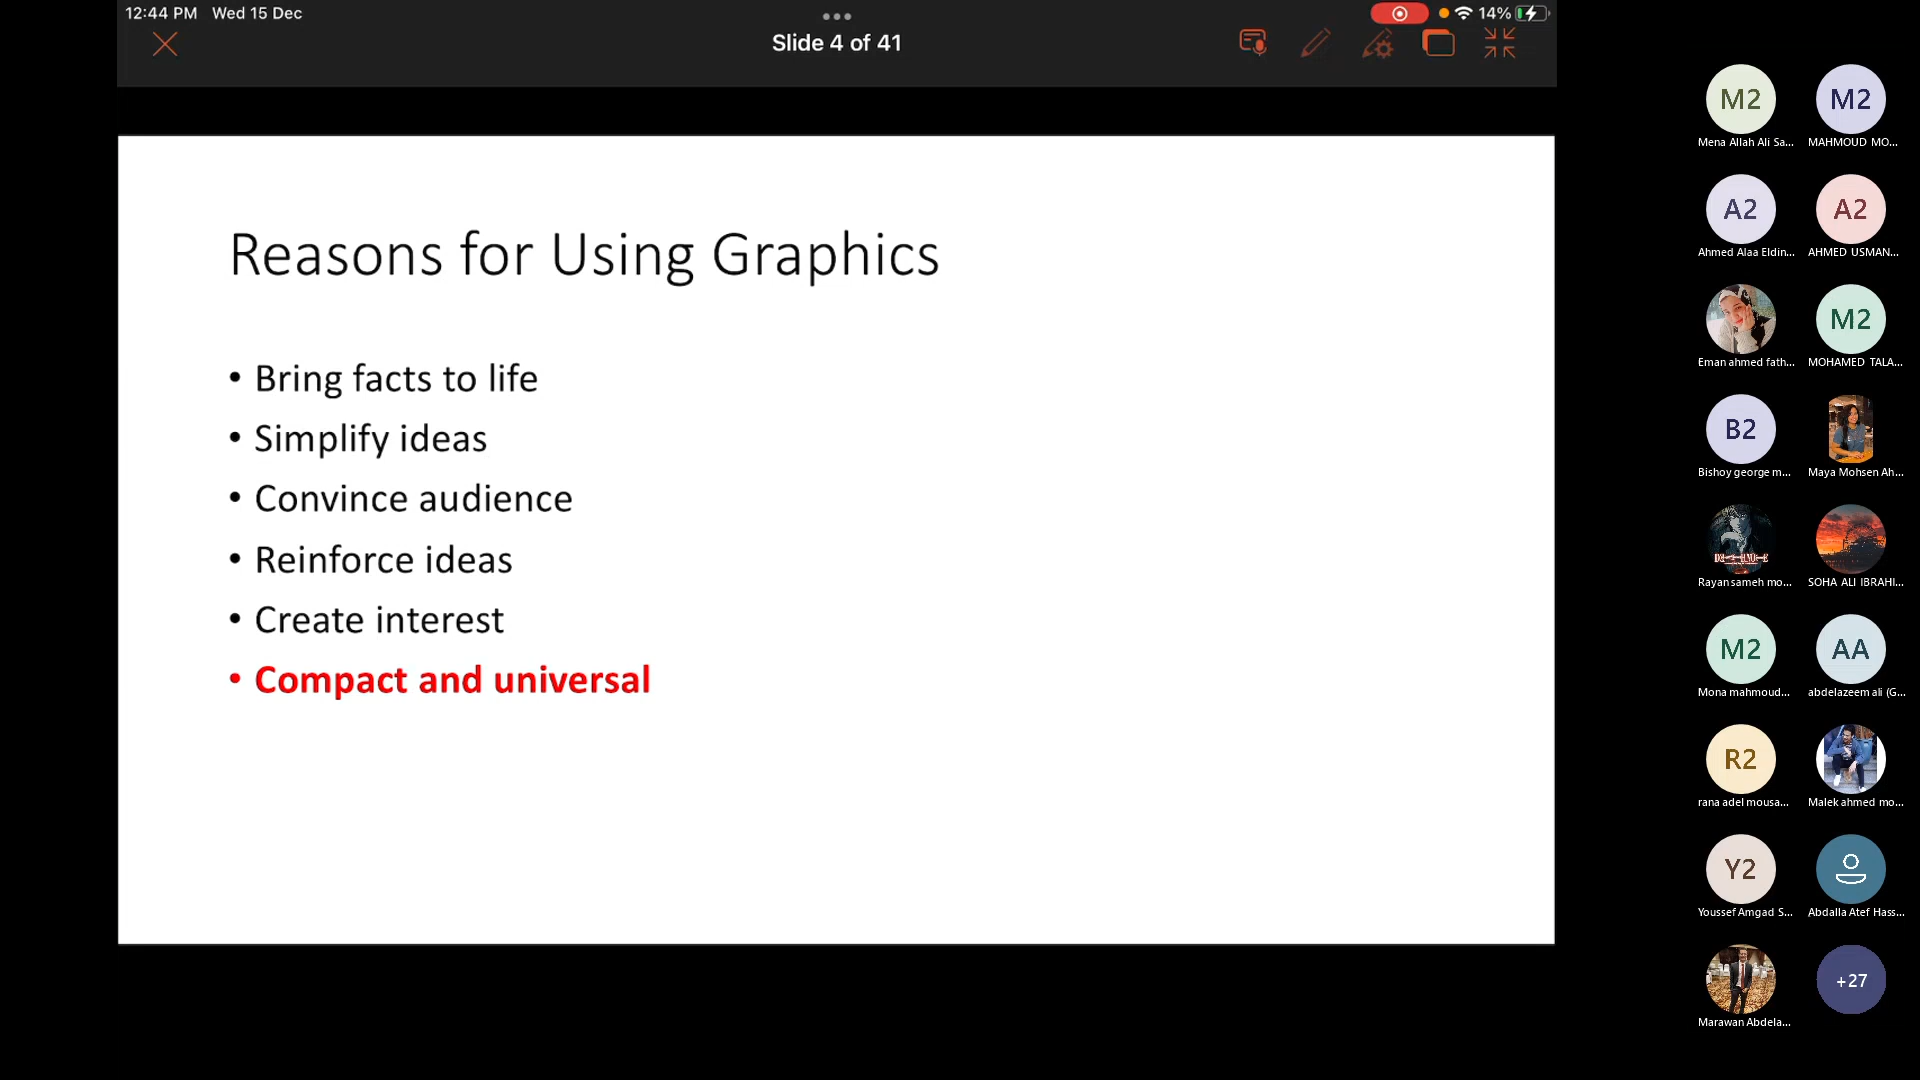 12:44 PM Wed 15 Dec
14%
Slide 4 of 41
Reasons for Using Graphics
• Bring facts to life
• Simplify ideas
• Convince audience
• Reinforce ideas
• Create interest
• Compact and universal
M2 M2
Mena Allah Ali Sa... MAHMOUD MO...
A2 A2
Ahmed Alaa Eldin... AHMED USMAN...
M2
Eman ahmed fath... MOHAMED TALA...
B2
Bishoy george m... Maya Mohsen Ah...
Rayan sameh mo... SOHA ALI IBRAHI...
M2 AA
Mona mahmoud... abdelazeem ali (G...
R2
rana adel mousa... Malek ahmed mo...
Y2
Youssef Amgad S... Abdalla Atef Hass...
+27
Marawan Abdela...